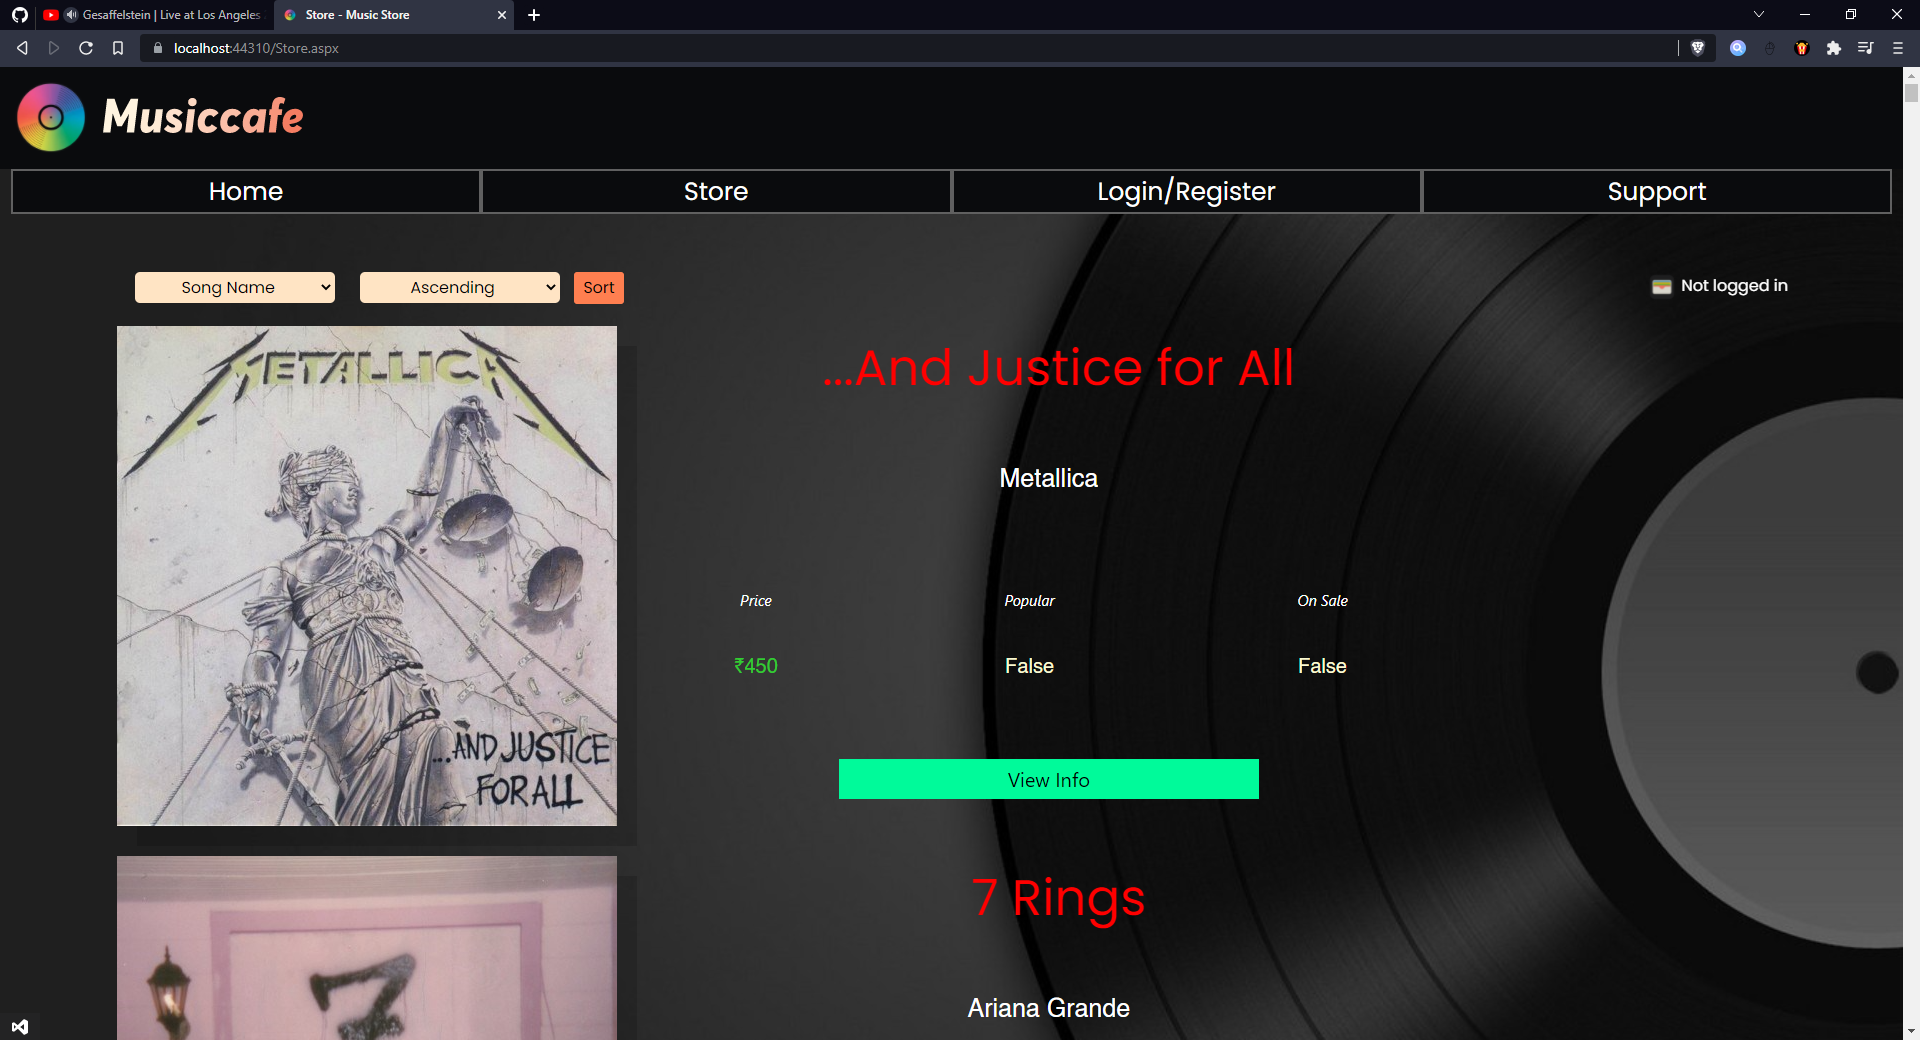 Gesaffelstein | Live at Los Angeles
Store - Music Store
localhost:44310/Store.aspx
Musiccafe
Home
Store
Login/Register
Support
Song Name
Ascending
Sort
Not logged in
METALLICA
...AND JUSTICE
FOR ALL
...And Justice for All
Metallica
Price
Popular
On Sale
₹450
False
False
View Info
7
7 Rings
Ariana Grande